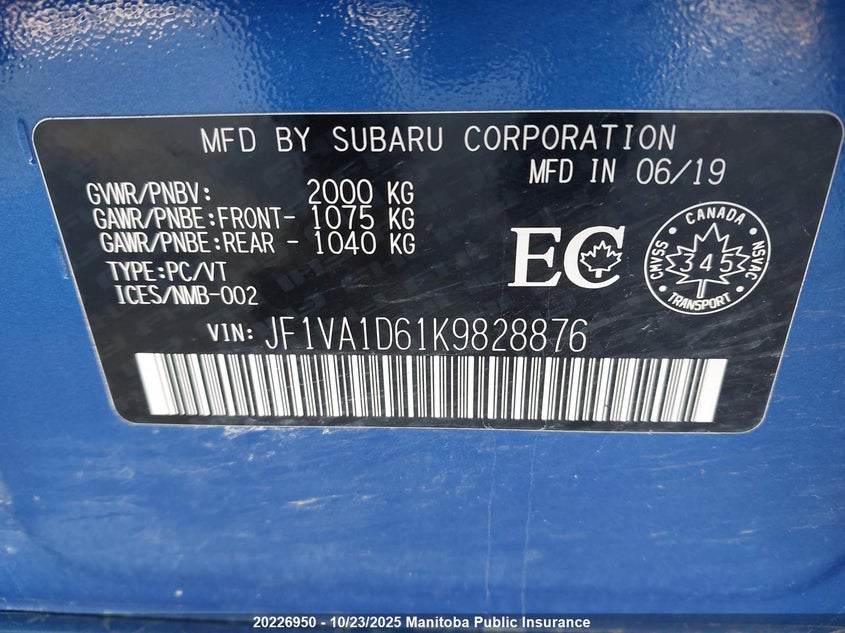 MFD BY SUBARU CORPORATION
MFD IN 06/19
GVWR/PNBV: 2000 KG
GAWR/PNBE:FRONT- 1075 KG
GAWR/PNBE:REAR - 1040 KG
TYPE:PC/VT
ICES/NMB-002
EC
CANADA
CMVSS 345 NSVAC
TRANSPORT
VIN: JF1VA1D61K9828876
20226950 - 10/23/2025 Manitoba Public Insurance